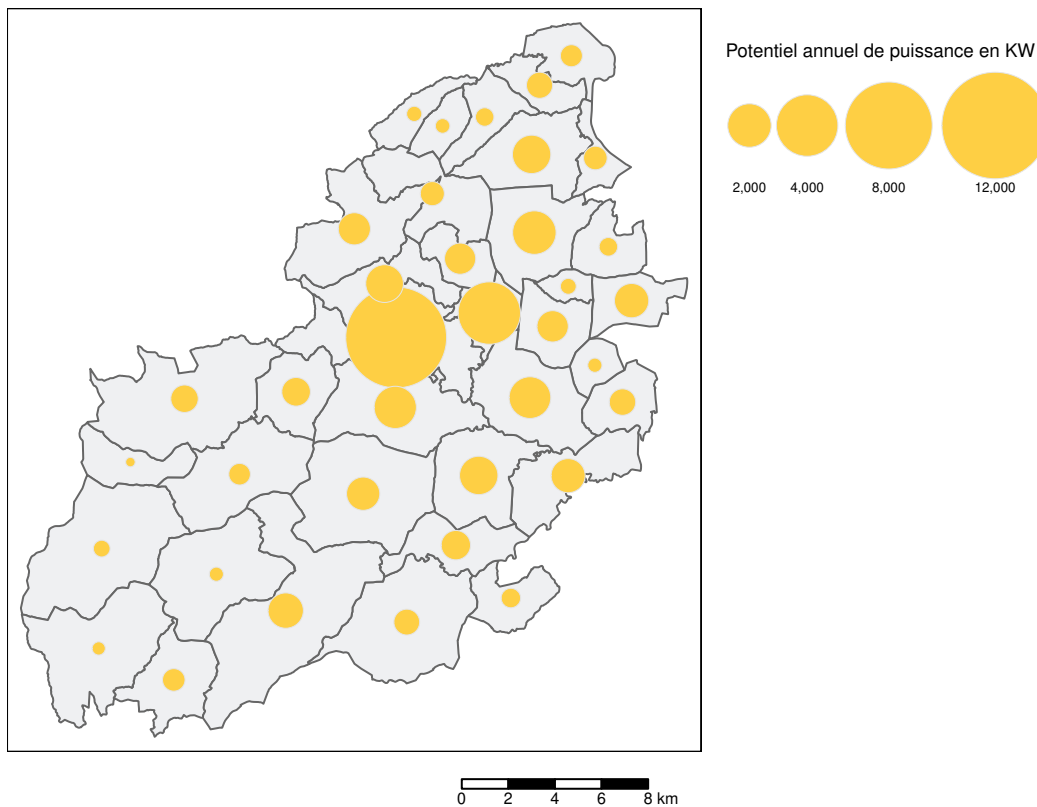 Potentiel annuel de puissance en KW
2,000 4,000 8,000 12,000
0 2 4 6 8 km